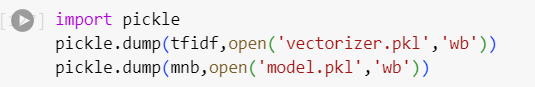 import pickle
pickle.dump(tfidf,open('vectorizer.pkl','wb'))
pickle.dump(mnb,open('model.pkl','wb'))